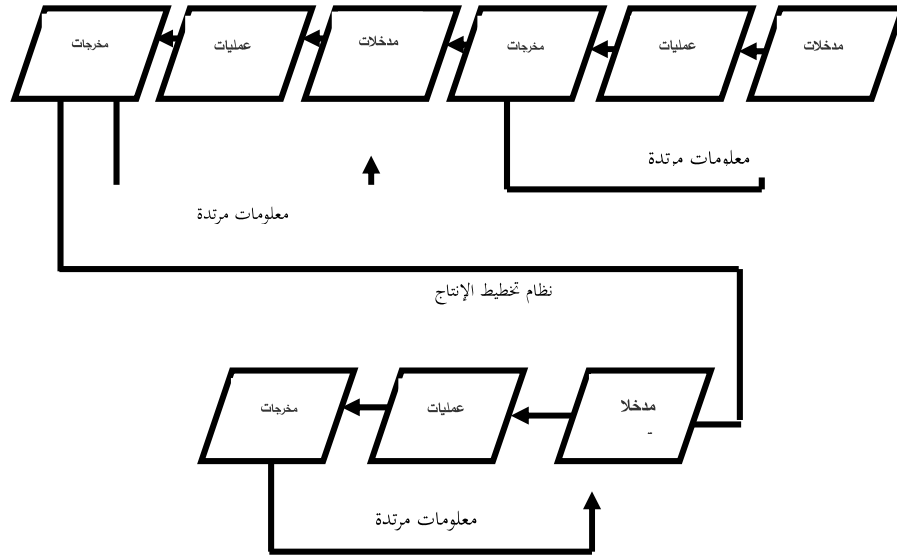 مدخلات
عمليات
مخرجات
مدخلات
عمليات
مخرجات
معلومات مرتدة
معلومات مرتدة
نظام تخطيط الإنتاج
مدخلا
عمليات
مخرجات
معلومات مرتدة